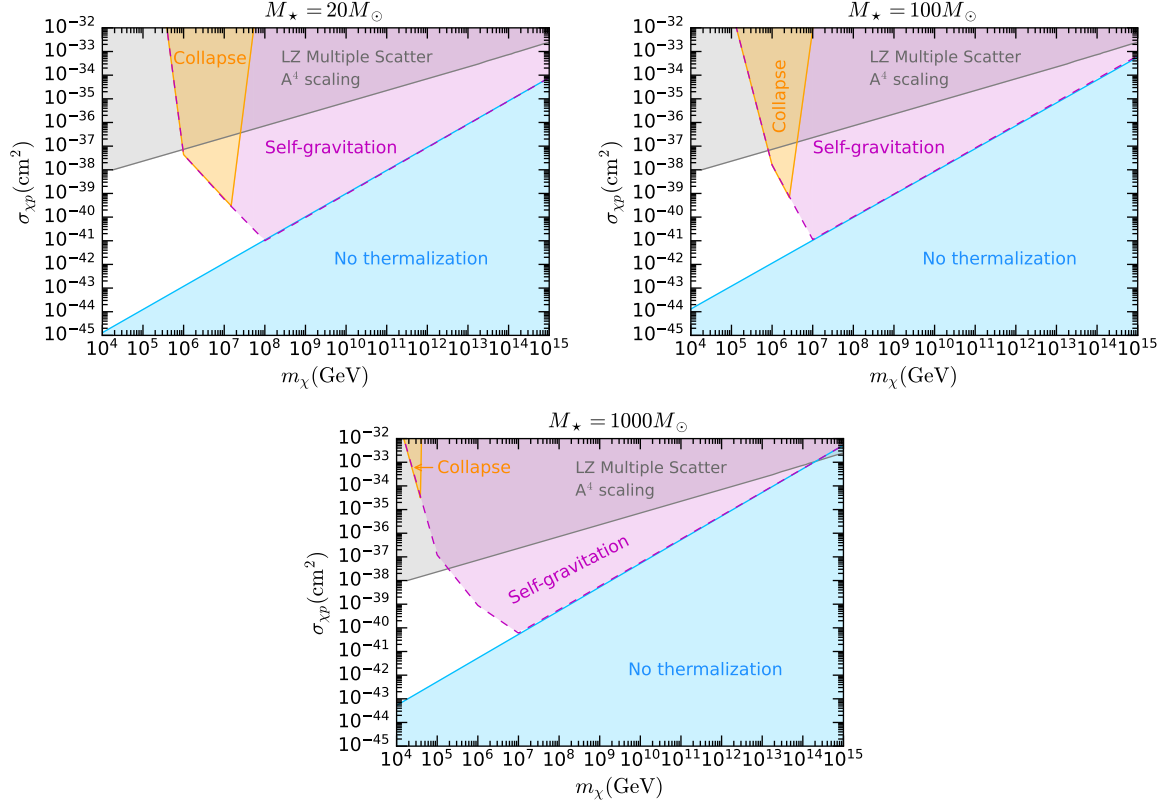 M⋆ = 20M⊙
10⁻³²
10⁻³³
10⁻³⁴
10⁻³⁵
10⁻³⁶
10⁻³⁷
10⁻³⁸
10⁻³⁹
10⁻⁴⁰
10⁻⁴¹
10⁻⁴²
10⁻⁴³
10⁻⁴⁴
10⁻⁴⁵
σχp(cm²)
Collapse
LZ Multiple Scatter
A⁴ scaling
Self-gravitation
No thermalization
10⁴ 10⁵ 10⁶ 10⁷ 10⁸ 10⁹ 10¹⁰ 10¹¹ 10¹² 10¹³ 10¹⁴ 10¹⁵
mχ(GeV)
M⋆ = 100M⊙
10⁻³²
10⁻³³
10⁻³⁴
10⁻³⁵
10⁻³⁶
10⁻³⁷
10⁻³⁸
10⁻³⁹
10⁻⁴⁰
10⁻⁴¹
10⁻⁴²
10⁻⁴³
10⁻⁴⁴
10⁻⁴⁵
σχp(cm²)
Collapse
LZ Multiple Scatter
A⁴ scaling
Self-gravitation
No thermalization
10⁴ 10⁵ 10⁶ 10⁷ 10⁸ 10⁹ 10¹⁰ 10¹¹ 10¹² 10¹³ 10¹⁴ 10¹⁵
mχ(GeV)
M⋆ = 1000M⊙
10⁻³²
10⁻³³
10⁻³⁴
10⁻³⁵
10⁻³⁶
10⁻³⁷
10⁻³⁸
10⁻³⁹
10⁻⁴⁰
10⁻⁴¹
10⁻⁴²
10⁻⁴³
10⁻⁴⁴
10⁻⁴⁵
σχp(cm²)
Collapse
LZ Multiple Scatter
A⁴ scaling
Self-gravitation
No thermalization
10⁴ 10⁵ 10⁶ 10⁷ 10⁸ 10⁹ 10¹⁰ 10¹¹ 10¹² 10¹³ 10¹⁴ 10¹⁵
mχ(GeV)